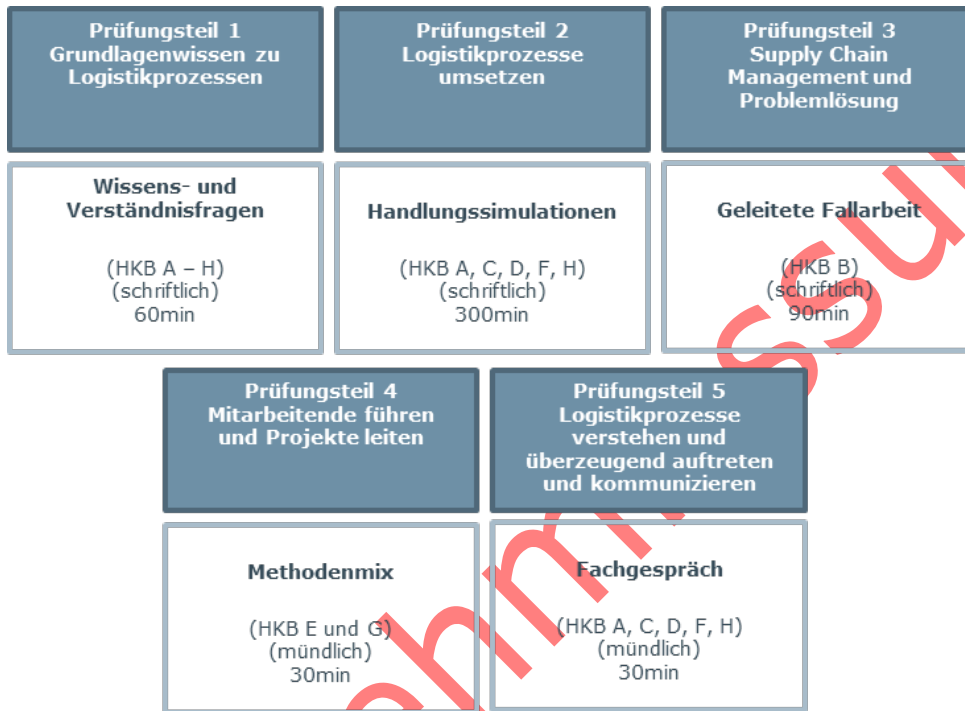 Prüfungsteil 1
Grundlagenwissen zu
Logistikprozessen
Wissens- und
Verständnisfragen
(HKB A – H)
(schriftlich)
60min
Prüfungsteil 2
Logistikprozesse
umsetzen
Handlungssimulationen
(HKB A, C, D, F, H)
(schriftlich)
300min
Prüfungsteil 3
Supply Chain
Management und
Problemlösung
Geleitete Fallarbeit
(HKB B)
(schriftlich)
90min
Prüfungsteil 4
Mitarbeitende führen
und Projekte leiten
Methodenmix
(HKB E und G)
(mündlich)
30min
Prüfungsteil 5
Logistikprozesse
verstehen und
überzeugend auftreten
und kommunizieren
Fachgespräch
(HKB A, C, D, F, H)
(mündlich)
30min